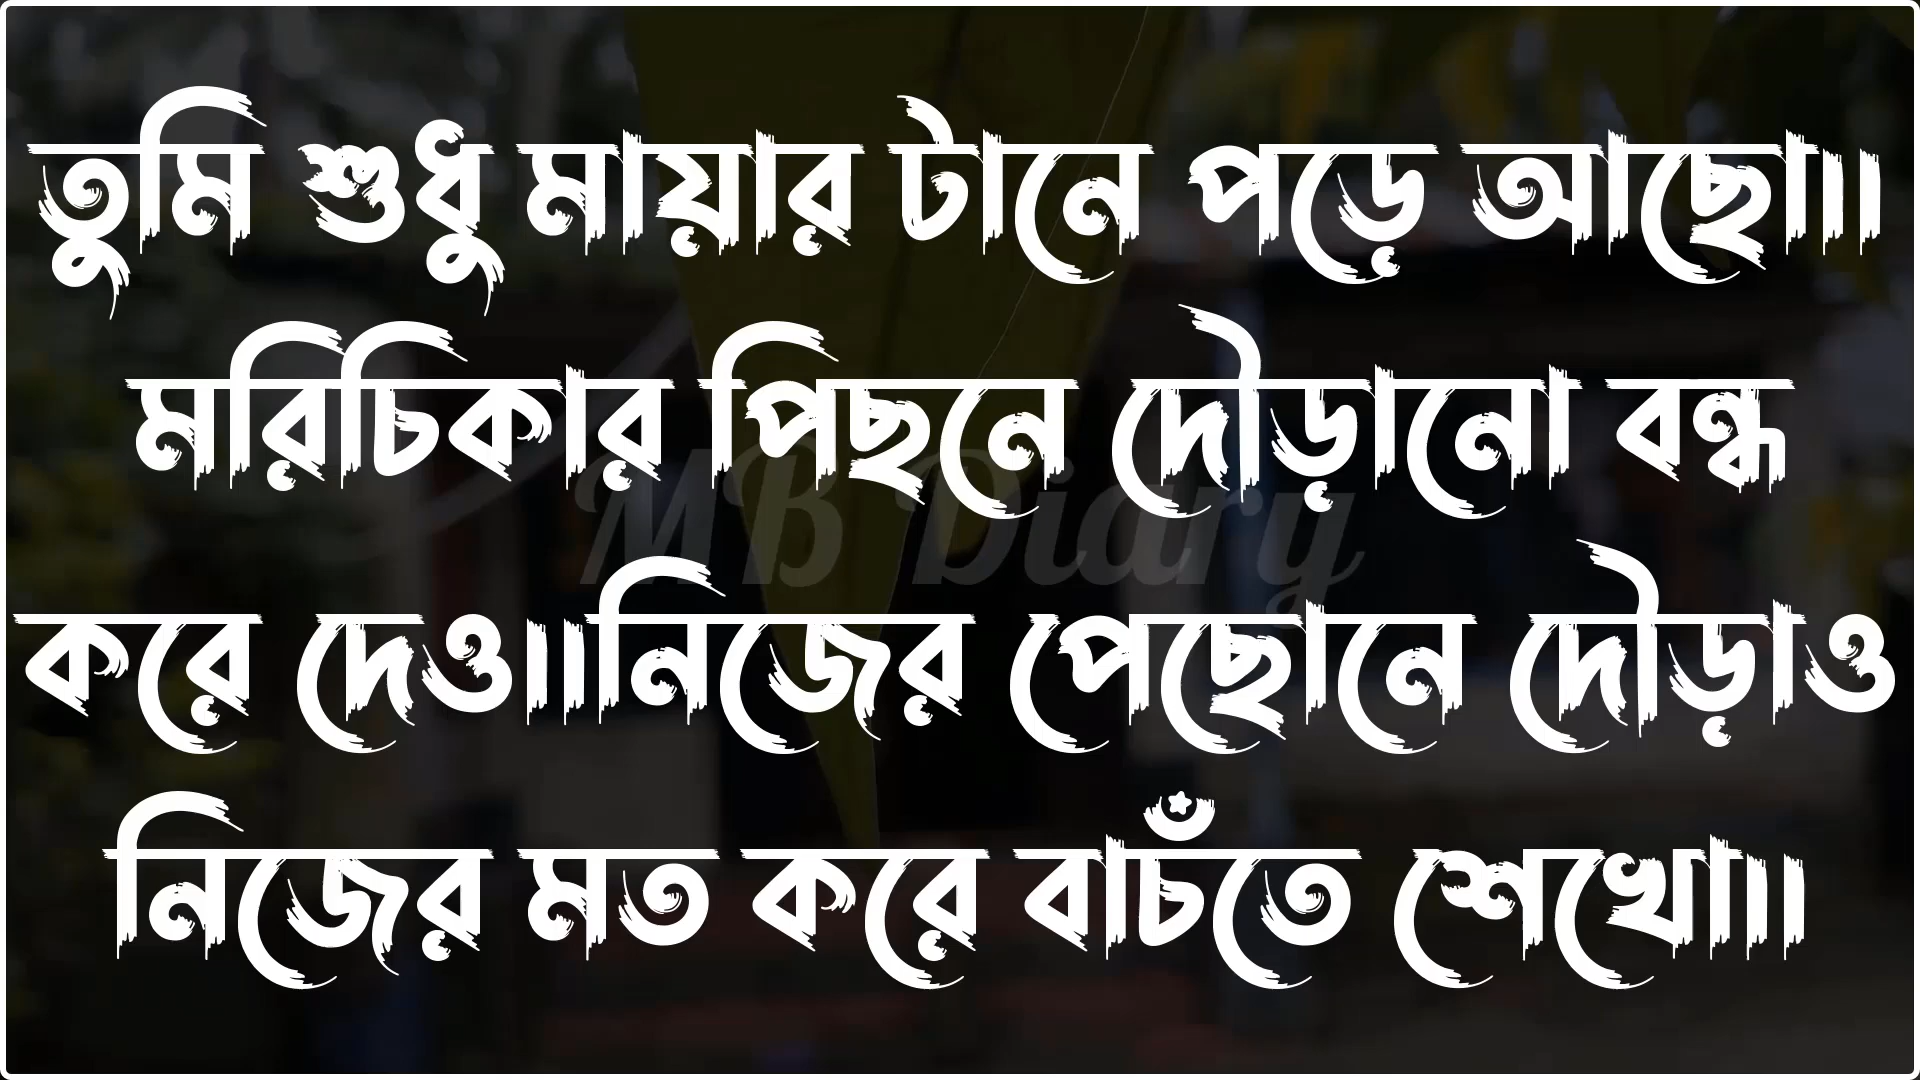 তুমি শুধু মায়ার টানে পড়ে আছো।।
মরিচিকার পিছনে দৌড়ানো বন্ধ
MB Diary
করে দেও।।নিজের পেছোনে দৌড়াও
নিজের মত করে বাচঁতে শেখো।।